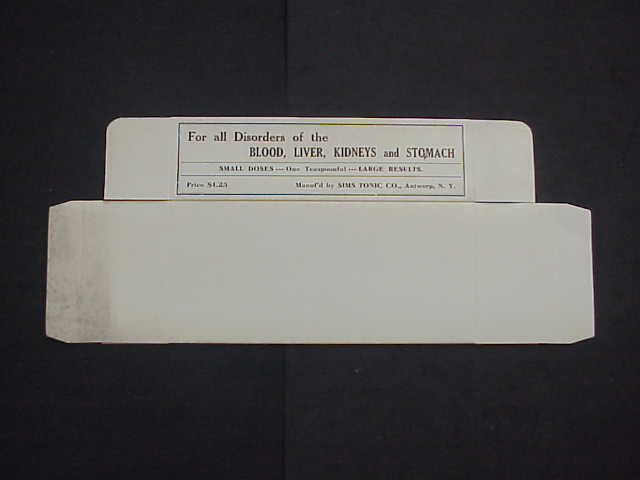 For all Disorders of the
BLOOD, LIVER, KIDNEYS and STOMACH
SMALL DOSES --- One Teaspoonful --- LARGE RESULTS.
Price $1.25 Manuf'd by SIMS TONIC CO., Antwerp, N. Y.